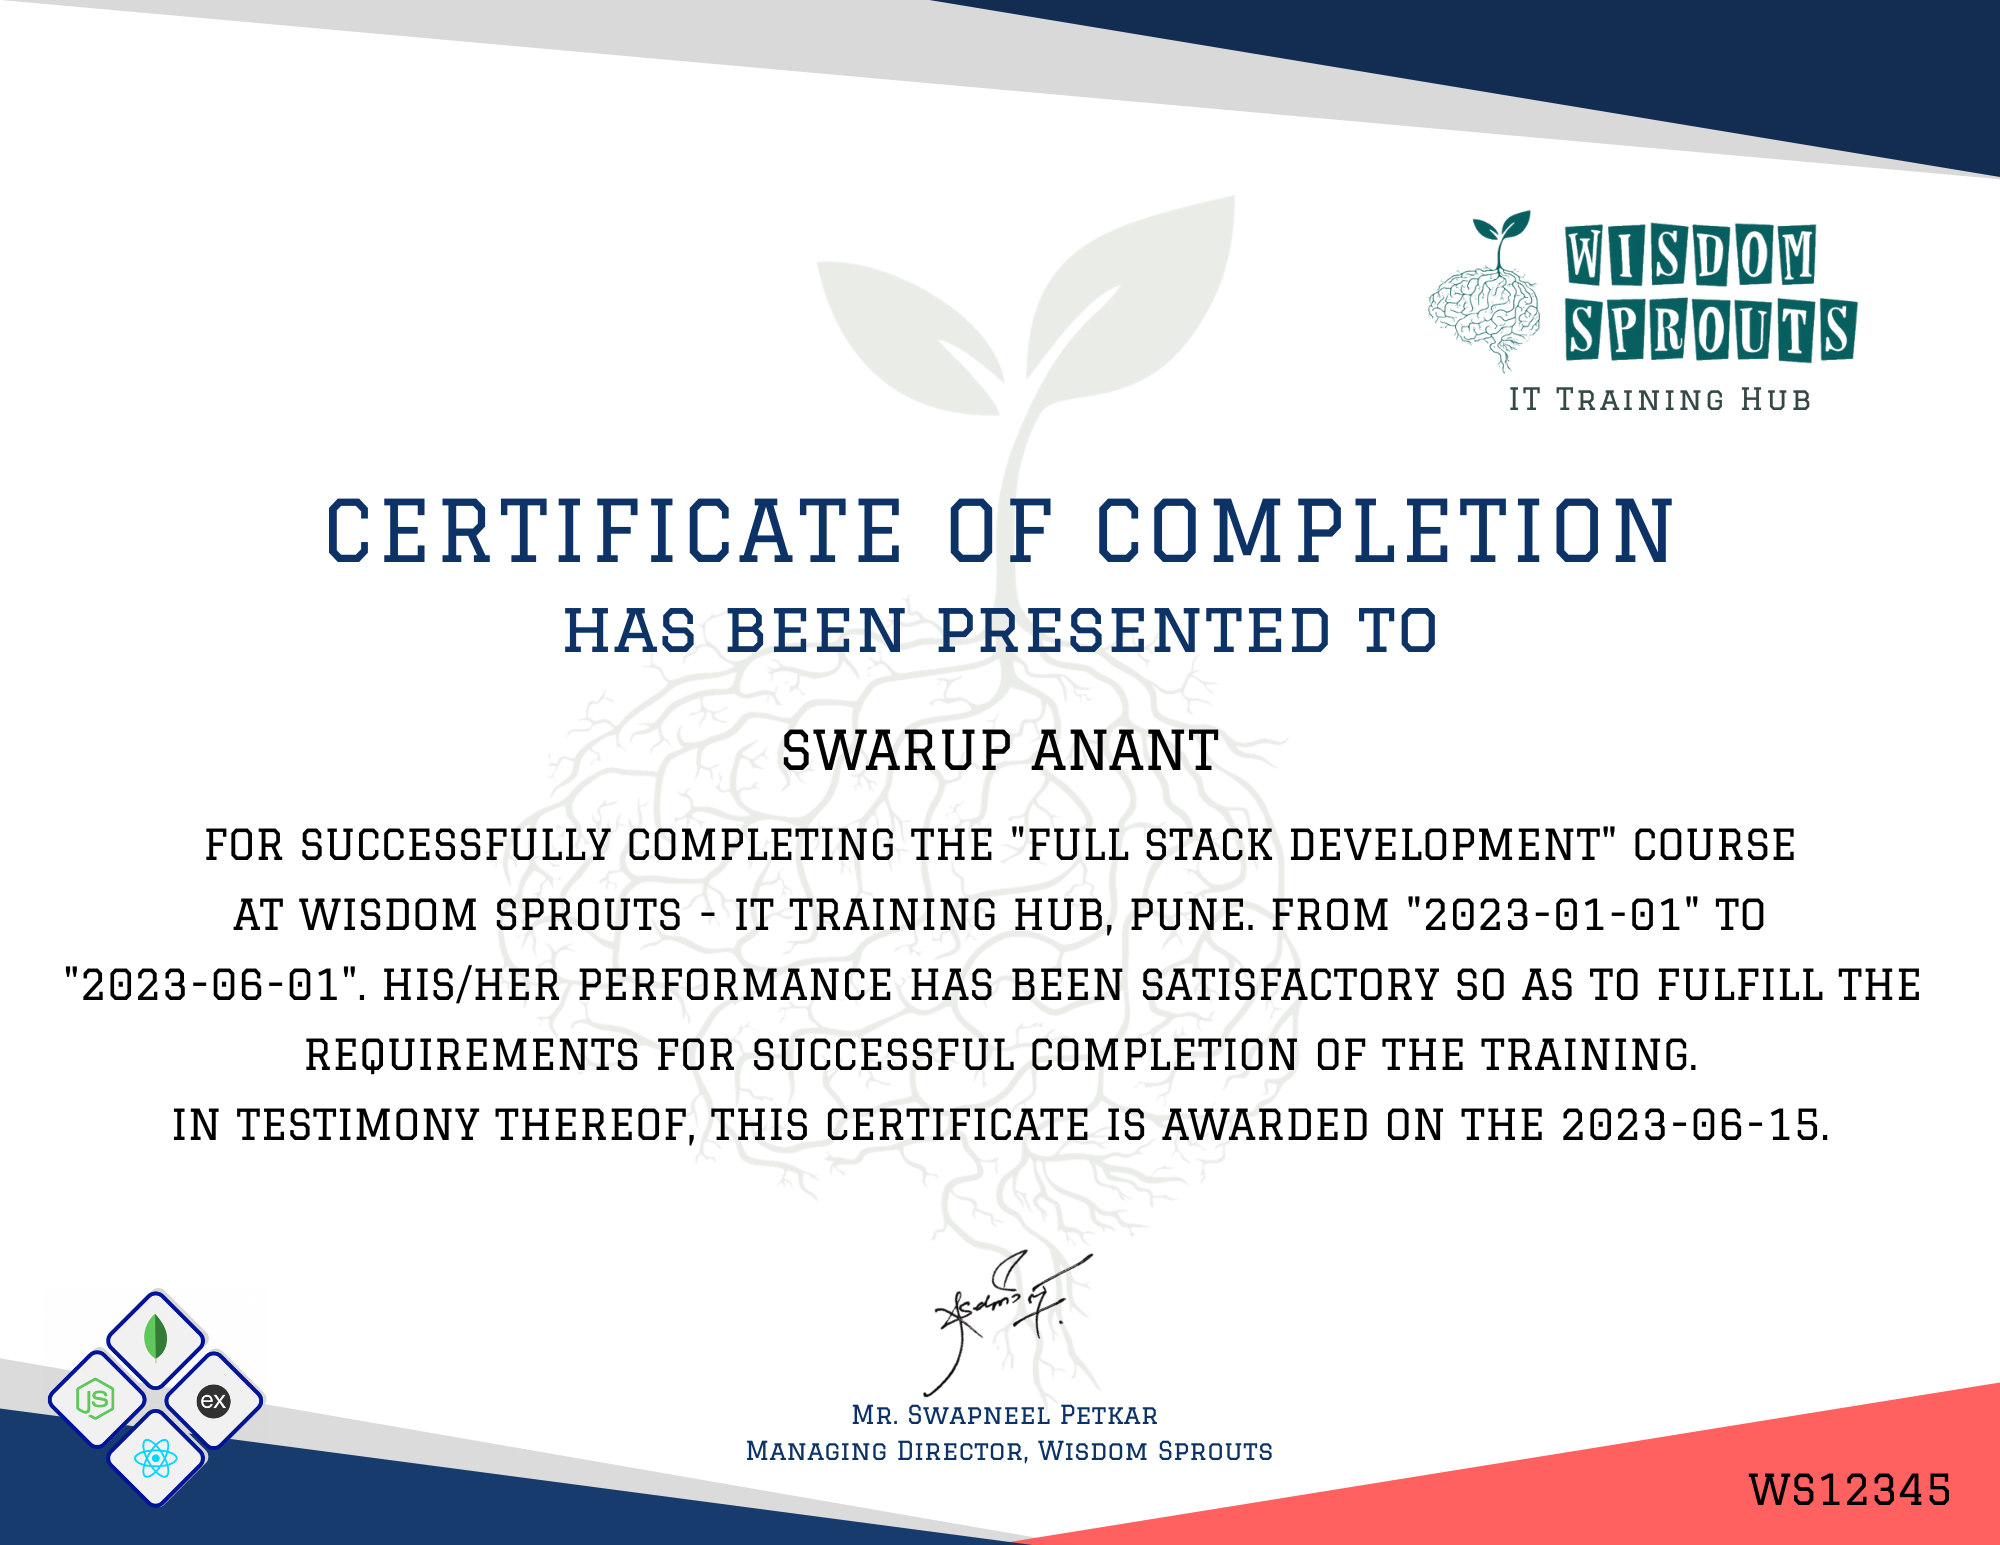 WISDOM
SPROUTS
IT Training Hub
CERTIFICATE OF COMPLETION
HAS BEEN PRESENTED TO
SWARUP ANANT
FOR SUCCESSFULLY COMPLETING THE "FULL STACK DEVELOPMENT" COURSE
AT WISDOM SPROUTS - IT TRAINING HUB, PUNE. FROM "2023-01-01" TO
"2023-06-01". HIS/HER PERFORMANCE HAS BEEN SATISFACTORY SO AS TO FULFILL THE
REQUIREMENTS FOR SUCCESSFUL COMPLETION OF THE TRAINING.
IN TESTIMONY THEREOF, THIS CERTIFICATE IS AWARDED ON THE 2023-06-15.
JS
ex
Mr. Swapneel Petkar
Managing Director, Wisdom Sprouts
WS12345